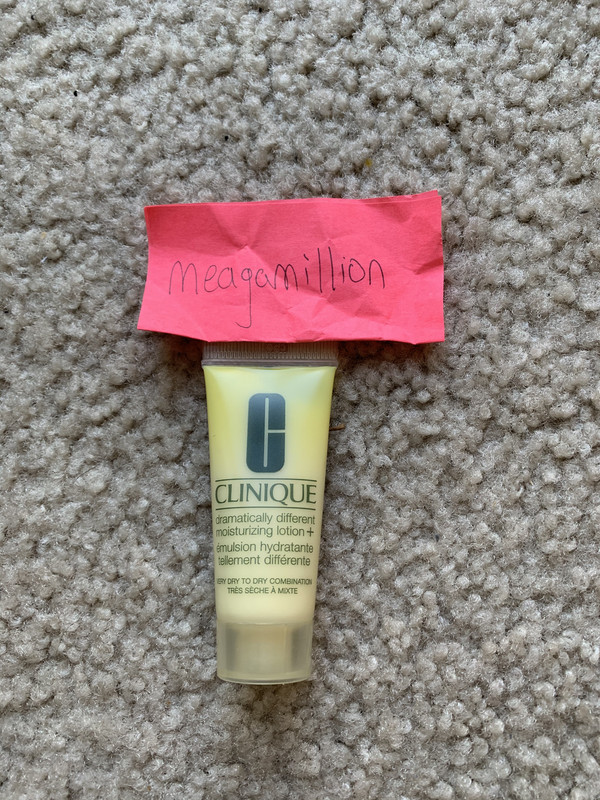 meagamillion
CLINIQUE
dramatically different
moisturizing lotion+
émulsion hydratante
tellement différente
VERY DRY TO DRY COMBINATION
TRÈS SÈCHE À MIXTE